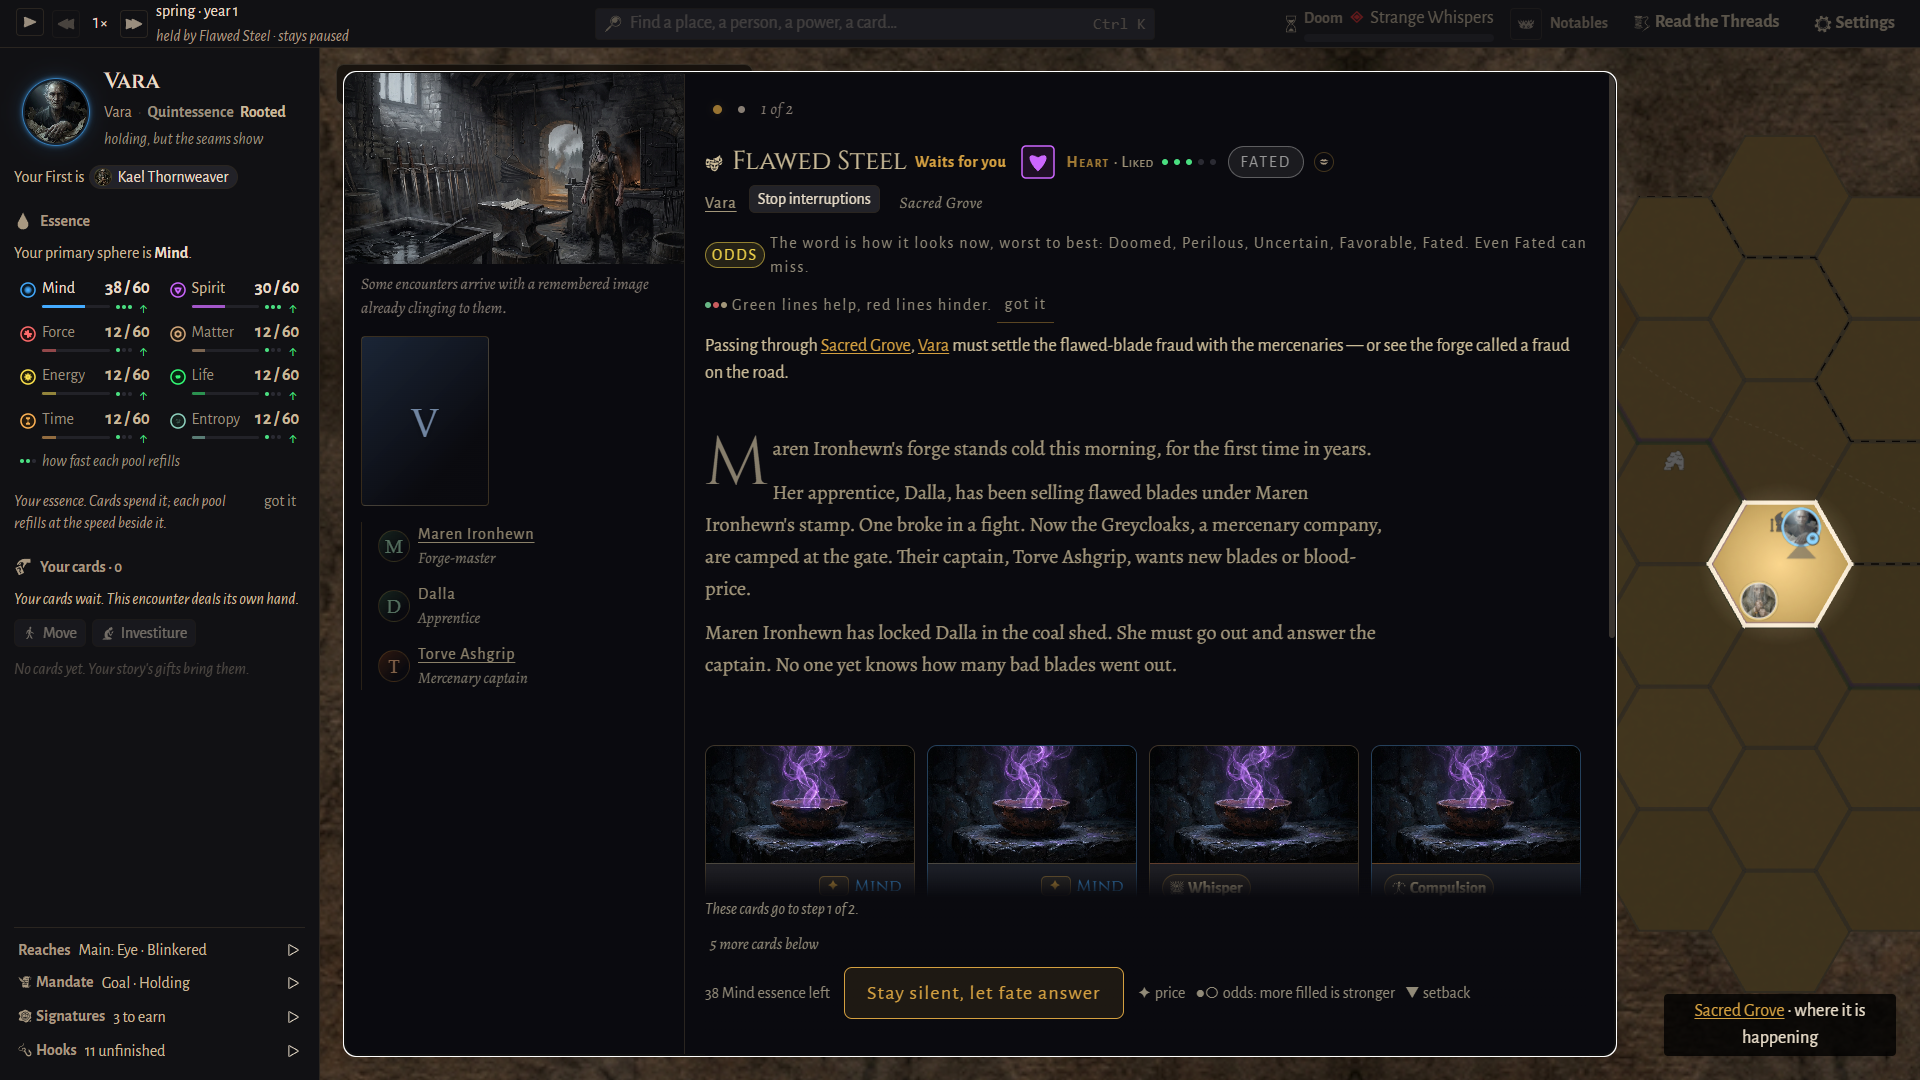 1×
spring · year 1
held by Flawed Steel · stays paused
Find a place, a person, a power, a card...
Ctrl K
Doom
Strange Whispers
Notables
Read the Threads
Settings
VARA
Vara · Quintessence Rooted
holding, but the seams show
Your First is Kael Thornweaver
Essence
Your primary sphere is Mind.
Mind 38 / 60
Spirit 30 / 60
Force 12 / 60
Matter 12 / 60
Energy 12 / 60
Life 12 / 60
Time 12 / 60
Entropy 12 / 60
how fast each pool refills
Your essence. Cards spend it; each pool
refills at the speed beside it.
got it
Your cards · 0
Your cards wait. This encounter deals its own hand.
Move
Investiture
No cards yet. Your story's gifts bring them.
Reaches Main: Eye · Blinkered
Mandate Goal · Holding
Signatures 3 to earn
Hooks 11 unfinished
Some encounters arrive with a remembered image
already clinging to them.
V
M
Maren Ironhewn
Forge-master
D
Dalla
Apprentice
T
Torve Ashgrip
Mercenary captain
1 of 2
FLAWED STEEL Waits for you HEART · LIKED FATED
Vara Stop interruptions Sacred Grove
ODDS
The word is how it looks now, worst to best: Doomed, Perilous, Uncertain, Favorable, Fated. Even Fated can
miss.
Green lines help, red lines hinder. got it
Passing through Sacred Grove, Vara must settle the flawed-blade fraud with the mercenaries — or see the forge called a fraud
on the road.
Maren Ironhewn's forge stands cold this morning, for the first time in years.
Her apprentice, Dalla, has been selling flawed blades under Maren
Ironhewn's stamp. One broke in a fight. Now the Greycloaks, a mercenary company,
are camped at the gate. Their captain, Torve Ashgrip, wants new blades or blood-
price.
Maren Ironhewn has locked Dalla in the coal shed. She must go out and answer the
captain. No one yet knows how many bad blades went out.
MIND
MIND
Whisper
Compulsion
These cards go to step 1 of 2.
5 more cards below
38 Mind essence left
Stay silent, let fate answer
price
odds: more filled is stronger
setback
Sacred Grove · where it is
happening